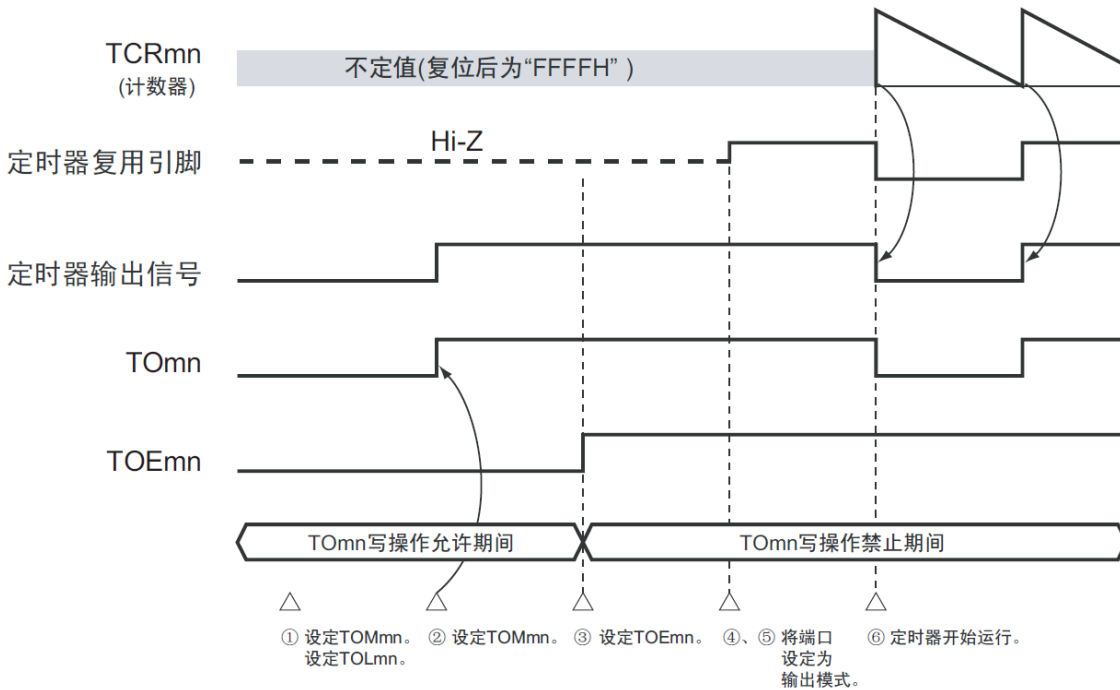 TCRmn
(计数器)
不定值(复位后为“FFFFH” )
Hi-Z
定时器复用引脚
定时器输出信号
TOmn
TOEmn
TOmn写操作允许期间
TOmn写操作禁止期间
① 设定TOMmn。
设定TOLmn。
② 设定TOMmn。
③ 设定TOEmn。
④、⑤ 将端口
设定为
输出模式。
⑥ 定时器开始运行。